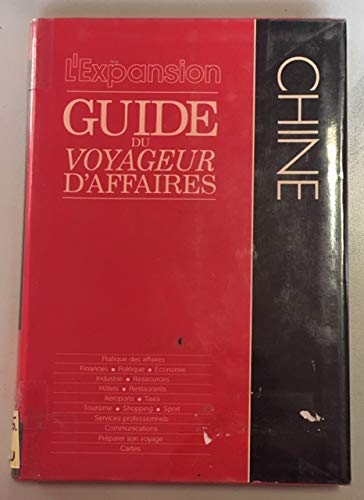 L'Expansion
GUIDE
DU
VOYAGEUR
D'AFFAIRES
CHINE
Pratique des affaires
Finances ▪ Politique ▪ Économie
Industrie ▪ Ressources
Hôtels ▪ Restaurants
Aéroports ▪ Taxis
Tourisme ▪ Shopping ▪ Sport
Services professionnels
Communications
Préparer son voyage
Cartes